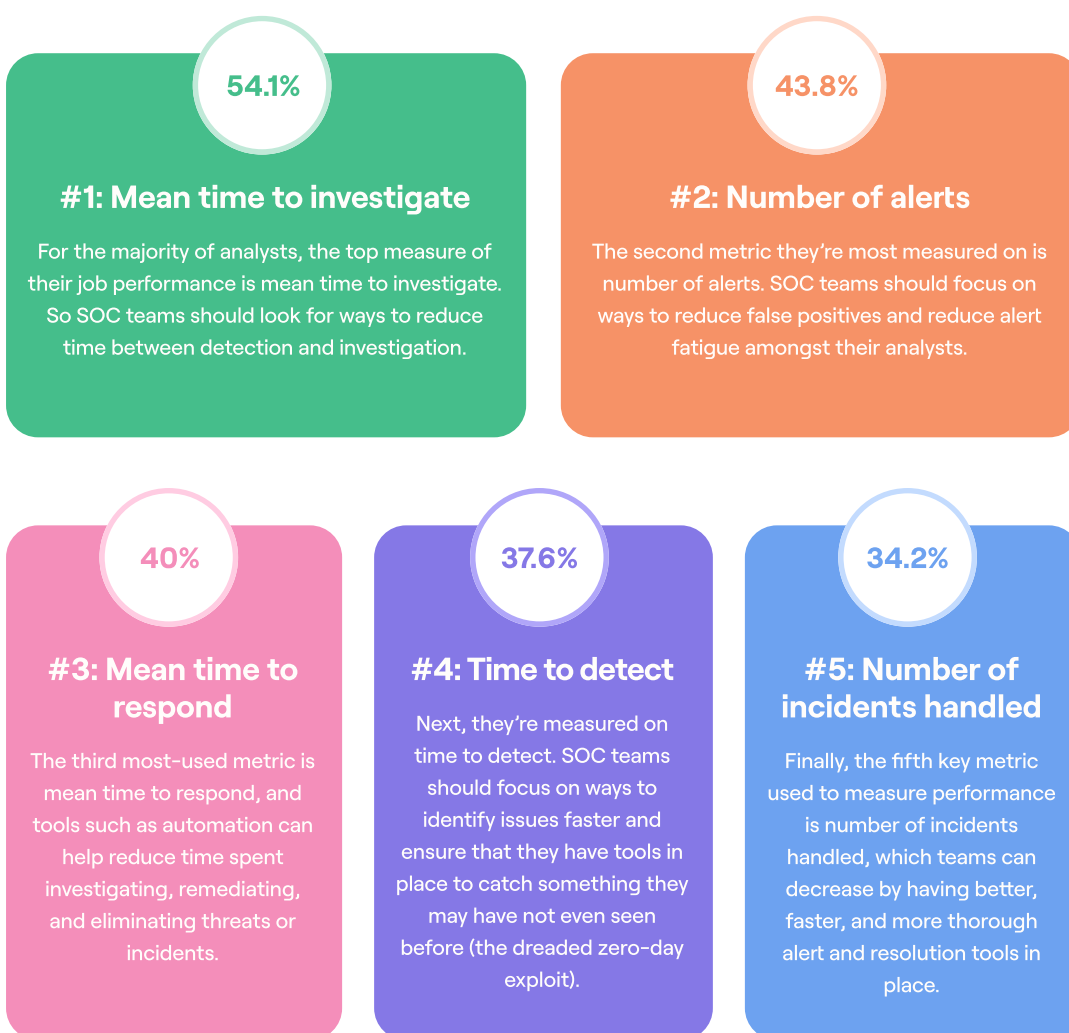 54.1%
#1: Mean time to investigate
For the majority of analysts, the top measure of
their job performance is mean time to investigate.
So SOC teams should look for ways to reduce
time between detection and investigation.
43.8%
#2: Number of alerts
The second metric they’re most measured on is
number of alerts. SOC teams should focus on
ways to reduce false positives and reduce alert
fatigue amongst their analysts.
40%
#3: Mean time to
respond
The third most-used metric is
mean time to respond, and
tools such as automation can
help reduce time spent
investigating, remediating,
and eliminating threats or
incidents.
37.6%
#4: Time to detect
Next, they’re measured on
time to detect. SOC teams
should focus on ways to
identify issues faster and
ensure that they have tools in
place to catch something they
may have not even seen
before (the dreaded zero-day
exploit).
34.2%
#5: Number of
incidents handled
Finally, the fifth key metric
used to measure performance
is number of incidents
handled, which teams can
decrease by having better,
faster, and more thorough
alert and resolution tools in
place.